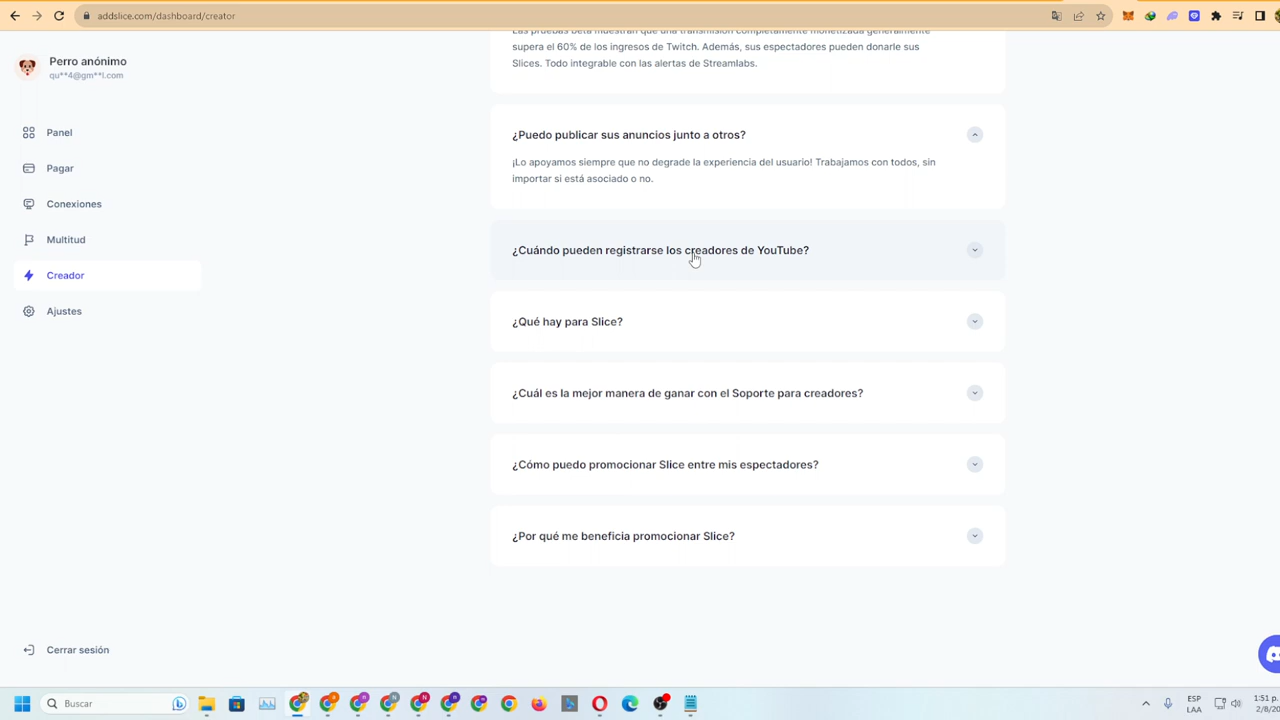 addslice.com/dashboard/creator
Perro anónimo
qu**4@gm**l.com
Panel
Pagar
Conexiones
Multitud
Creador
Ajustes
Cerrar sesión
Las pruebas beta muestran que una transmisión completamente monetizada generalmente
supera el 60% de los ingresos de Twitch. Además, sus espectadores pueden donarle sus
Slices. Todo integrable con las alertas de Streamlabs.
¿Puedo publicar sus anuncios junto a otros?
¡Lo apoyamos siempre que no degrade la experiencia del usuario! Trabajamos con todos, sin
importar si está asociado o no.
¿Cuándo pueden registrarse los creadores de YouTube?
¿Qué hay para Slice?
¿Cuál es la mejor manera de ganar con el Soporte para creadores?
¿Cómo puedo promocionar Slice entre mis espectadores?
¿Por qué me beneficia promocionar Slice?
Buscar
ESP
LAA
1:51 p.